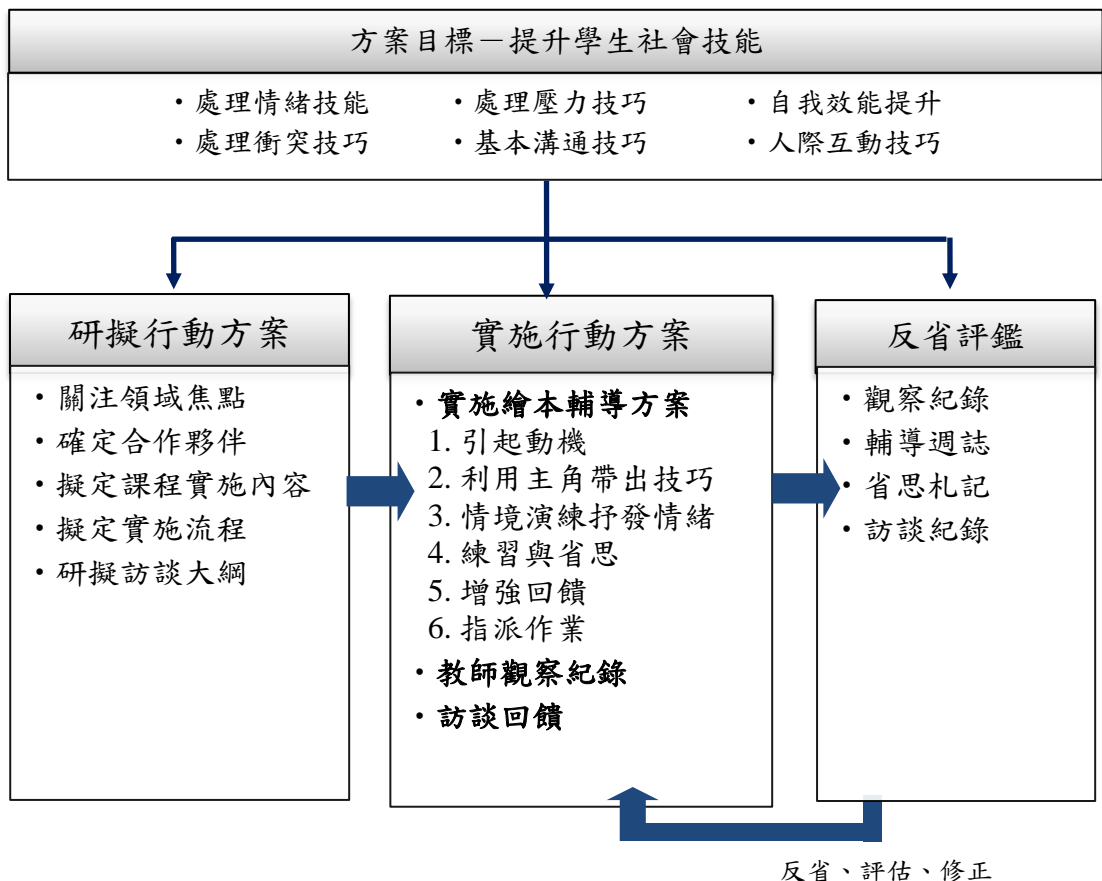 方案目標－提升學生社會技能
・處理情緒技能 ・處理壓力技巧 ・自我效能提升
・處理衝突技巧 ・基本溝通技巧 ・人際互動技巧
研擬行動方案
・關注領域焦點
・確定合作夥伴
・擬定課程實施內容
・擬定實施流程
・研擬訪談大綱
實施行動方案
・實施繪本輔導方案
1. 引起動機
2. 利用主角帶出技巧
3. 情境演練抒發情緒
4. 練習與省思
5. 增強回饋
6. 指派作業
・教師觀察紀錄
・訪談回饋
反省評鑑
・觀察紀錄
・輔導週誌
・省思札記
・訪談紀錄
反省、評估、修正